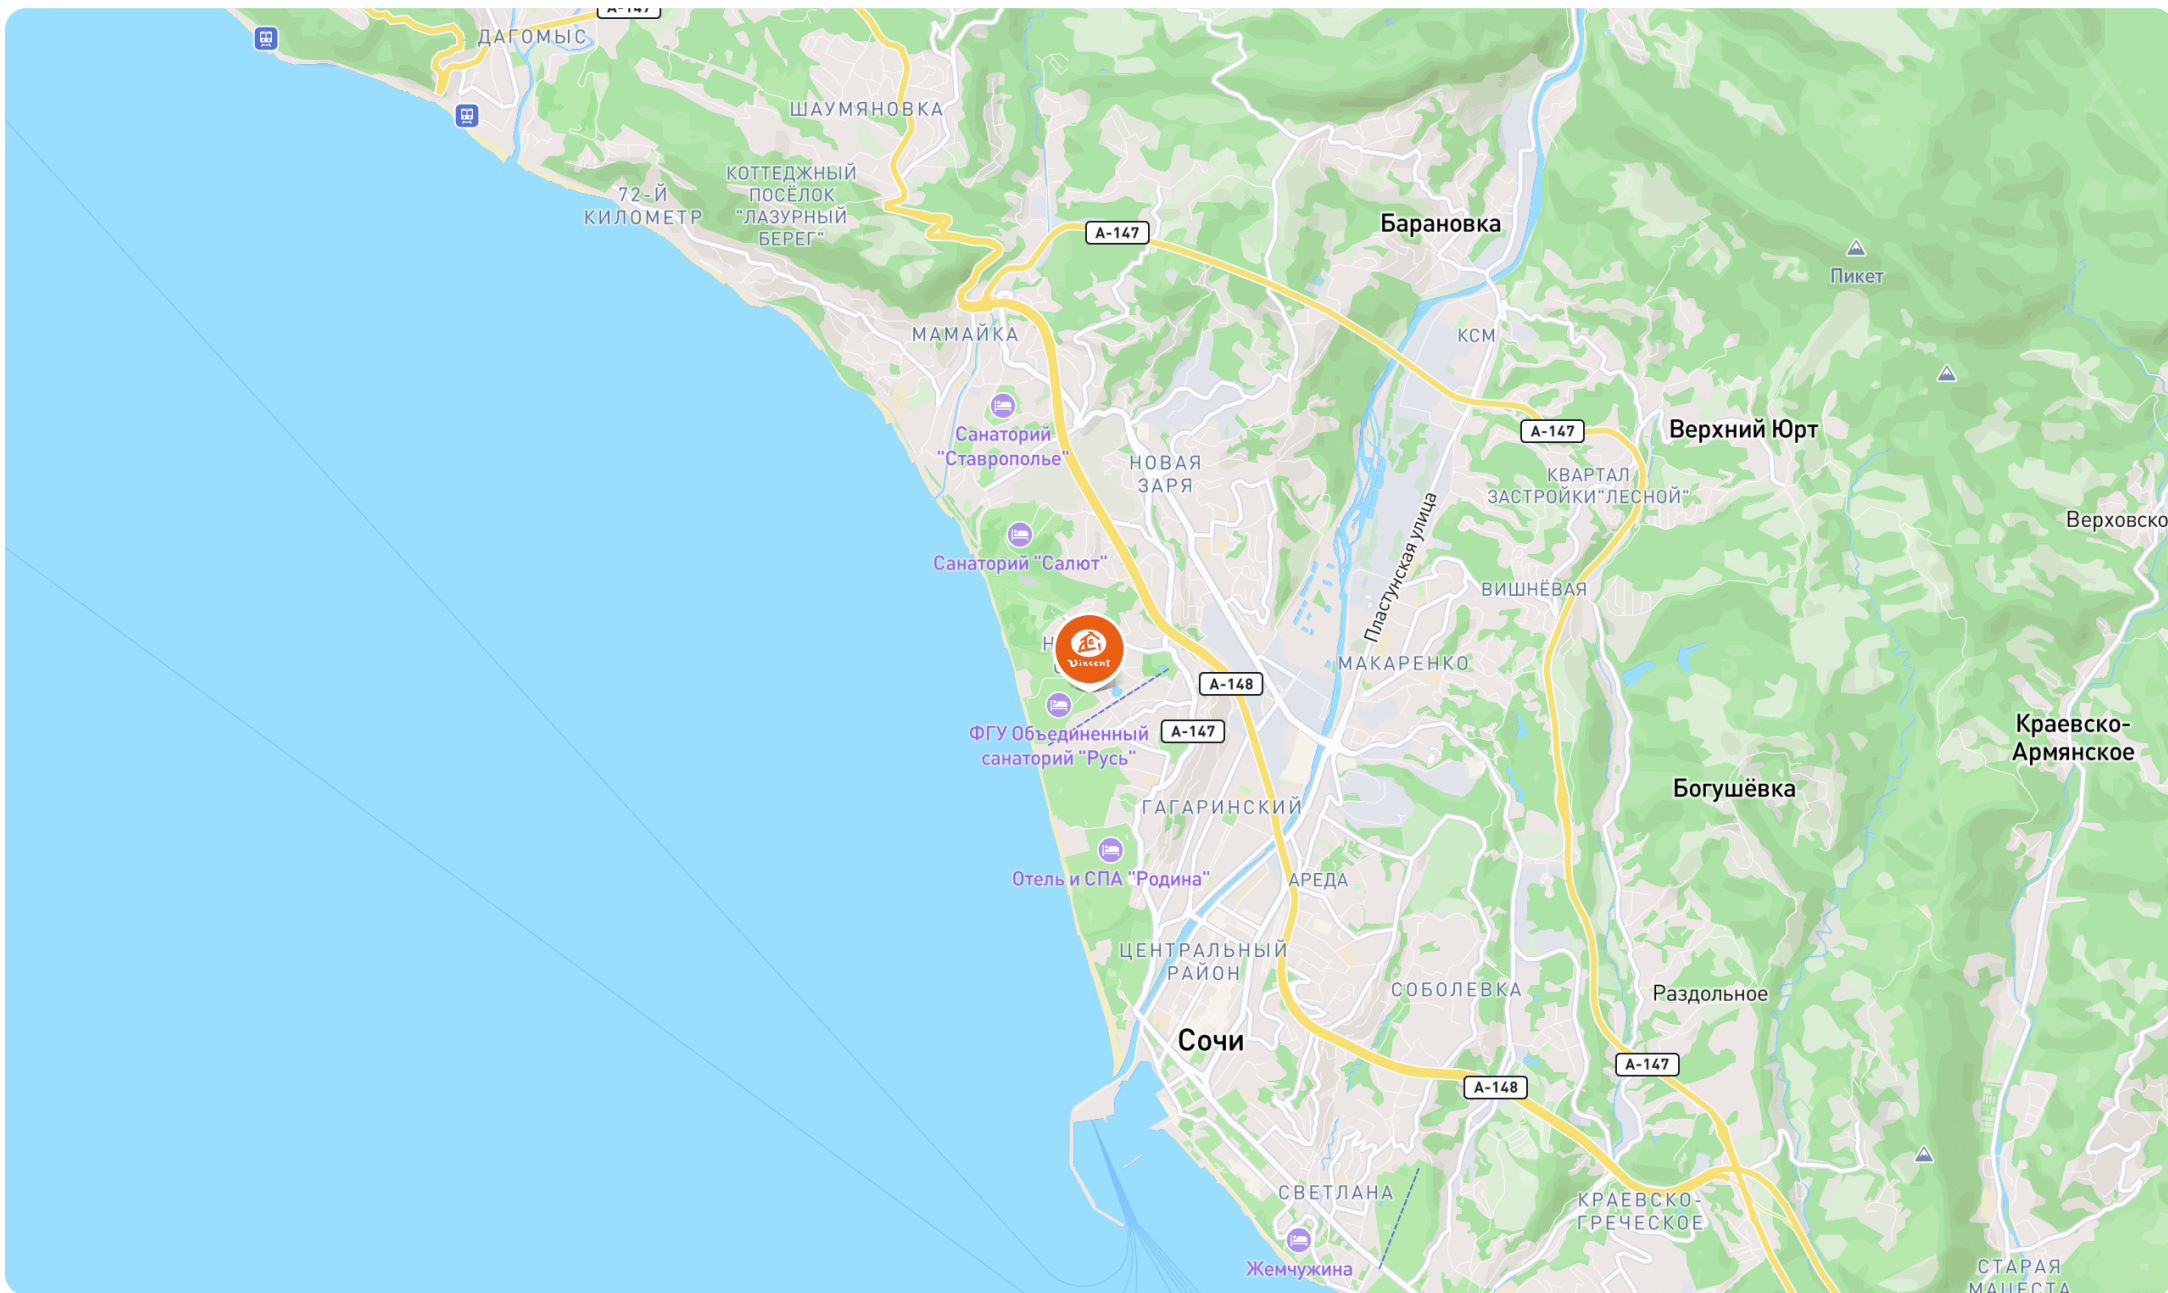 А-147
ДАГОМЫС
ШАУМЯНОВКА
КОТТЕДЖНЫЙ
ПОСЁЛОК
"ЛАЗУРНЫЙ
БЕРЕГ"
72-Й
КИЛОМЕТР
А-147
Барановка
Пикет
МАМАЙКА
КСМ
Санаторий
"Ставрополье"
НОВАЯ
ЗАРЯ
А-147
Верхний Юрт
КВАРТАЛ
ЗАСТРОЙКИ"ЛЕСНОЙ"
Верховско
Пластунская улица
Санаторий "Салют"
ВИШНЁВАЯ
Vincent
МАКАРЕНКО
А-148
А-147
ФГУ Объединенный
санаторий "Русь"
Краевско-
Армянское
Богушёвка
ГАГАРИНСКИЙ
Отель и СПА "Родина"
АРЕДА
ЦЕНТРАЛЬНЫЙ
РАЙОН
СОБОЛЕВКА
Раздольное
Сочи
А-147
А-148
СВЕТЛАНА
КРАЕВСКО-
ГРЕЧЕСКОЕ
Жемчужина
СТАРАЯ
МАЦЕСТА